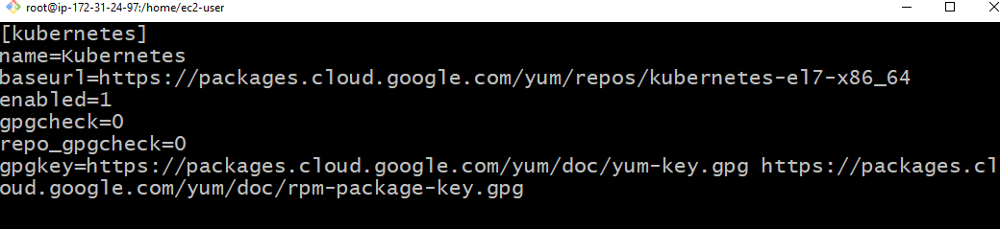 root@ip-172-31-24-97:/home/ec2-user
[kubernetes]
name=Kubernetes
baseurl=https://packages.cloud.google.com/yum/repos/kubernetes-el7-x86_64
enabled=1
gpgcheck=0
repo_gpgcheck=0
gpgkey=https://packages.cloud.google.com/yum/doc/yum-key.gpg https://packages.cl
oud.google.com/yum/doc/rpm-package-key.gpg